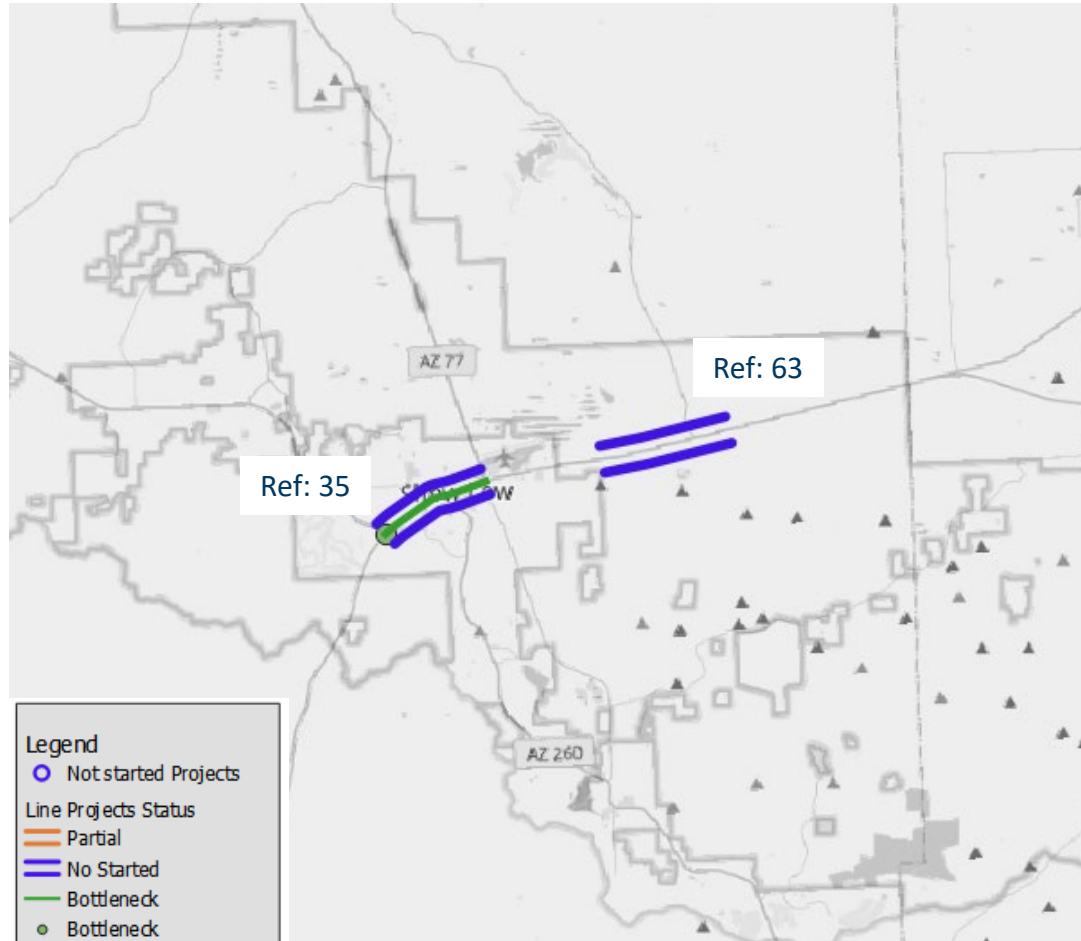 AZ 77
Ref: 63
Ref: 35
Legend
Not started Projects
Line Projects Status
Partial
No Started
Bottleneck
Bottleneck
AZ 260